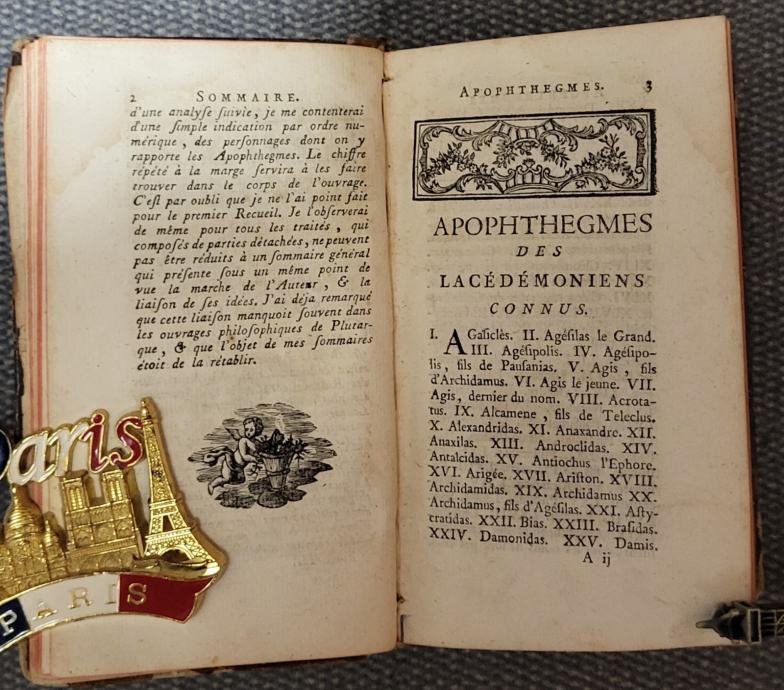 2 SOMMAIRE.
d'une analyſe ſuivie, je me contenterai
d'une ſimple indication par ordre nu-
mérique, des perſonnages dont on y
rapporte les Apophthegmes. Le chiffre
répété à la marge ſervira à les faire
trouver dans le corps de l'ouvrage.
C'eſt par oubli que je ne l'ai point fait
pour le premier Recueil. Je l'obſerverai
de même pour tous les traités, qui
compoſés de parties détachées, ne peuvent
pas être réduits à un ſommaire général
qui préſente ſous un même point de
vue la marche de l'Auteur, & la
liaiſon de ſes idées. J'ai déja remarqué
que cette liaiſon manquoit ſouvent dans
les ouvrages philoſophiques de Plutar-
que, & que l'objet de mes ſommaires
étoit de la rétablir.
Paris
PARIS
APOPHTHEGMES. 3
APOPHTHEGMES
DES
LACÉDÉMONIENS
CONNUS.
I. AGaſiclès. II. Agéſilas le Grand.
III. Agéſipolis. IV. Agéſipo-
lis, fils de Pauſanias. V. Agis, fils
d'Archidamus. VI. Agis le jeune. VII.
Agis, dernier du nom. VIII. Acrota-
tus. IX. Alcamene, fils de Teleclus.
X. Alexandridas. XI. Anaxandre. XII.
Anaxilas. XIII. Androclidas. XIV.
Antalcidas. XV. Antiochus l'Ephore.
XVI. Arigée. XVII. Ariſton. XVIII.
Archidamidas. XIX. Archidamus XX.
Archidamus, fils d'Agéſilas. XXI. Aſty-
cratidas. XXII. Bias. XXIII. Braſidas.
XXIV. Damonidas. XXV. Damis.
A ij